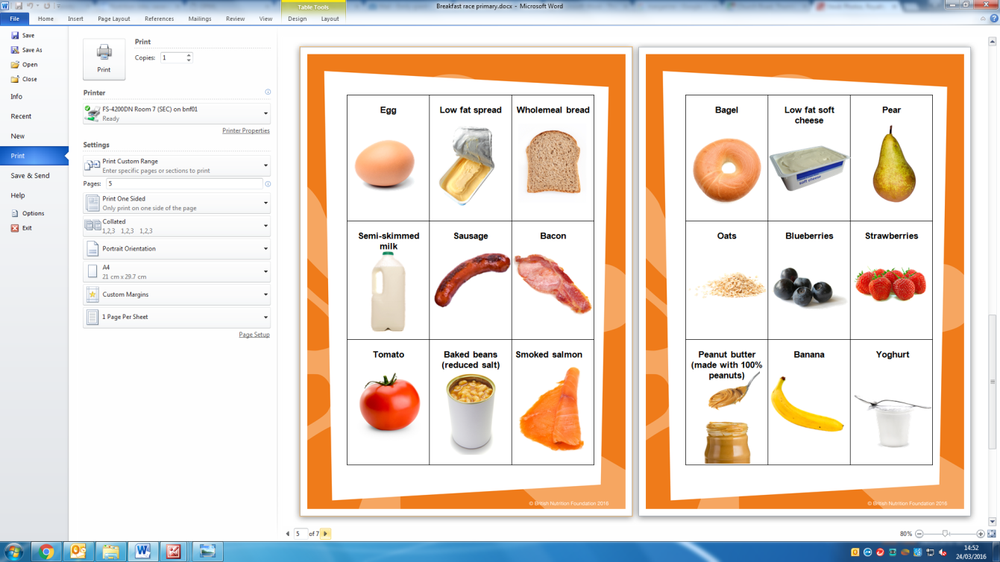 Breakfast race primary.docx - Microsoft Word
Table Tools
File Home Insert Page Layout References Mailings Review View Design Layout
Save
Save As
Open
Close
Info
Recent
New
Print
Save & Send
Help
Options
Exit
Print
Print
Copies: 1
Printer
FS-4200DN Room 7 (SEC) on bnf01
Ready
Printer Properties
Settings
Print Custom Range
Enter specific pages or sections to print
Pages: 5
Print One Sided
Only print on one side of the page
Collated
1,2,3 1,2,3 1,2,3
Portrait Orientation
A4
21 cm x 29.7 cm
Custom Margins
1 Page Per Sheet
Page Setup
Egg
Low fat spread
Wholemeal bread
Semi-skimmed
milk
Sausage
Bacon
Tomato
Baked beans
(reduced salt)
Smoked salmon
© British Nutrition Foundation 2016
Bagel
Low fat soft
cheese
soft cheese
Pear
Oats
Blueberries
Strawberries
Peanut butter
(made with 100%
peanuts)
Banana
Yoghurt
© British Nutrition Foundation 2016
5 of 7
80%
14:52
24/03/2016